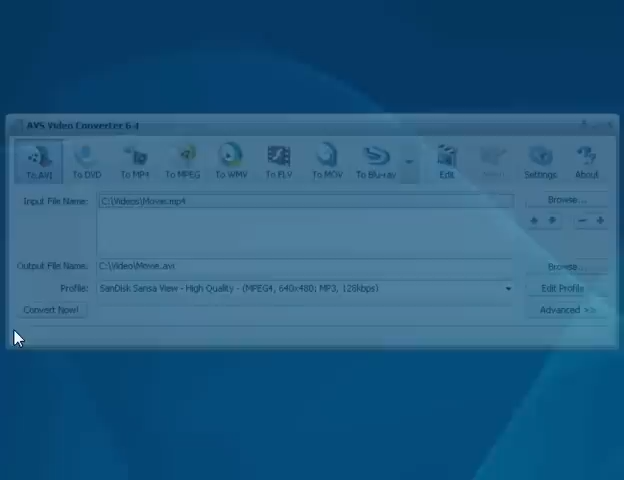 AVS Video Converter 6.4
To AVI To DVD To MP4 To MPEG To WMV To FLV To MOV To Blu-ray Edit Settings About
Input File Name: C:\Videos\Movie.mp4 Browse...
Output File Name: C:\Video\Movie.avi Browse...
Profile: SanDisk Sensa View - High Quality - (MPEG4, 640x480; MP3, 128kbps) Edit Profile
Convert Now! Advanced >>